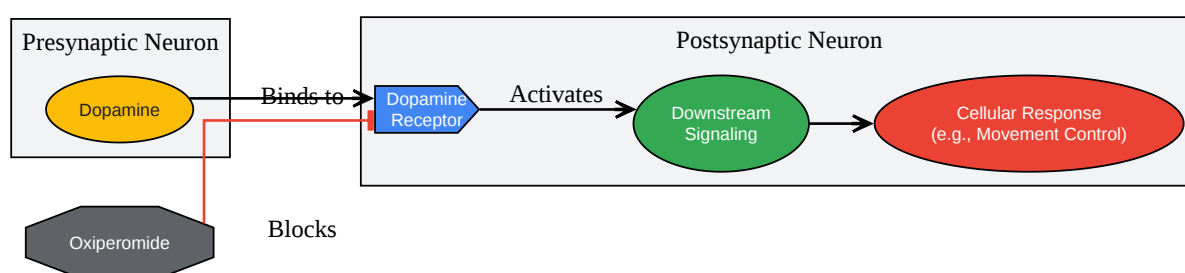 Presynaptic Neuron
Postsynaptic Neuron
Dopamine
Binds to
Dopamine
Receptor
Activates
Downstream
Signaling
Cellular Response
(e.g., Movement Control)
Oxiperomide
Blocks